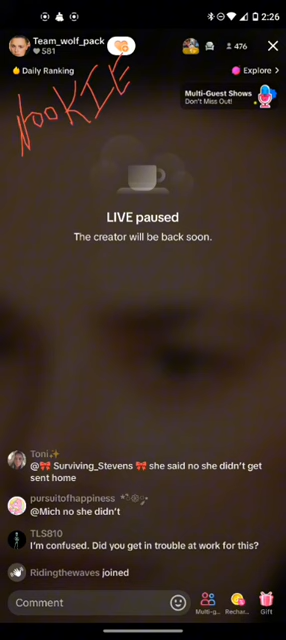 2:26
Team_wolf_pack
581
476
Daily Ranking
Explore >
Multi-Guest Shows
Don't Miss Out!
NooKIE
LIVE paused
The creator will be back soon.
Toni✨
@🎀 Surviving_Stevens 🎀 she said no she didn't get
sent home
pursuitofhappiness
@Mich no she didn't
TLS810
I'm confused. Did you get in trouble at work for this?
Ridingthewaves joined
Comment
Multi-g...
Rechar...
Gift